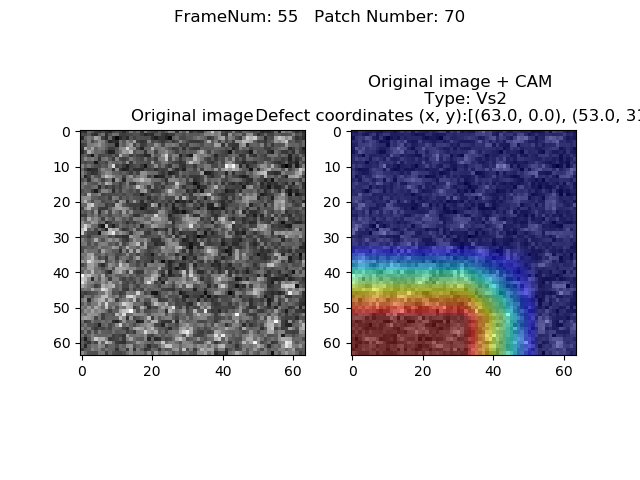 FrameNum: 55   Patch Number: 70
Original image
Original image + CAM
Type: Vs2
Defect coordinates (x, y):[(63.0, 0.0), (53.0, 31
0
10
20
30
40
50
60
0 20 40 60
0
10
20
30
40
50
60
0 20 40 60